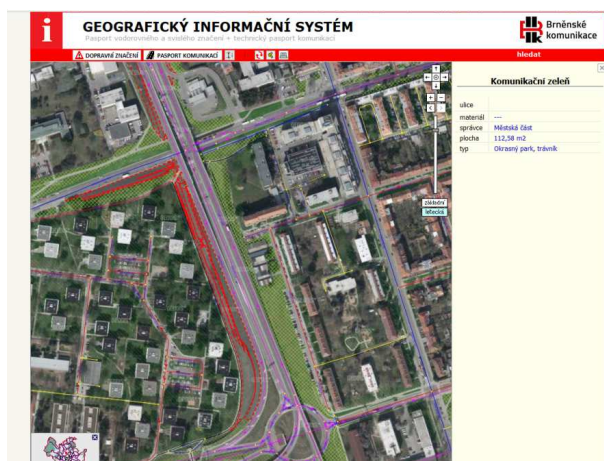 GEOGRAFICKÝ INFORMAČNÍ SYSTÉM
Pasport vodorovného a svislého značení + technický pasport komunikací
Brněnské
komunikace
DOPRAVNÍ ZNAČENÍ
PASPORT KOMUNIKACÍ
hledat
Komunikační zeleň
ulice
materiál ---
správce Městská část
plocha 112,58 m2
typ Okrasný park, trávník
základní
letecká